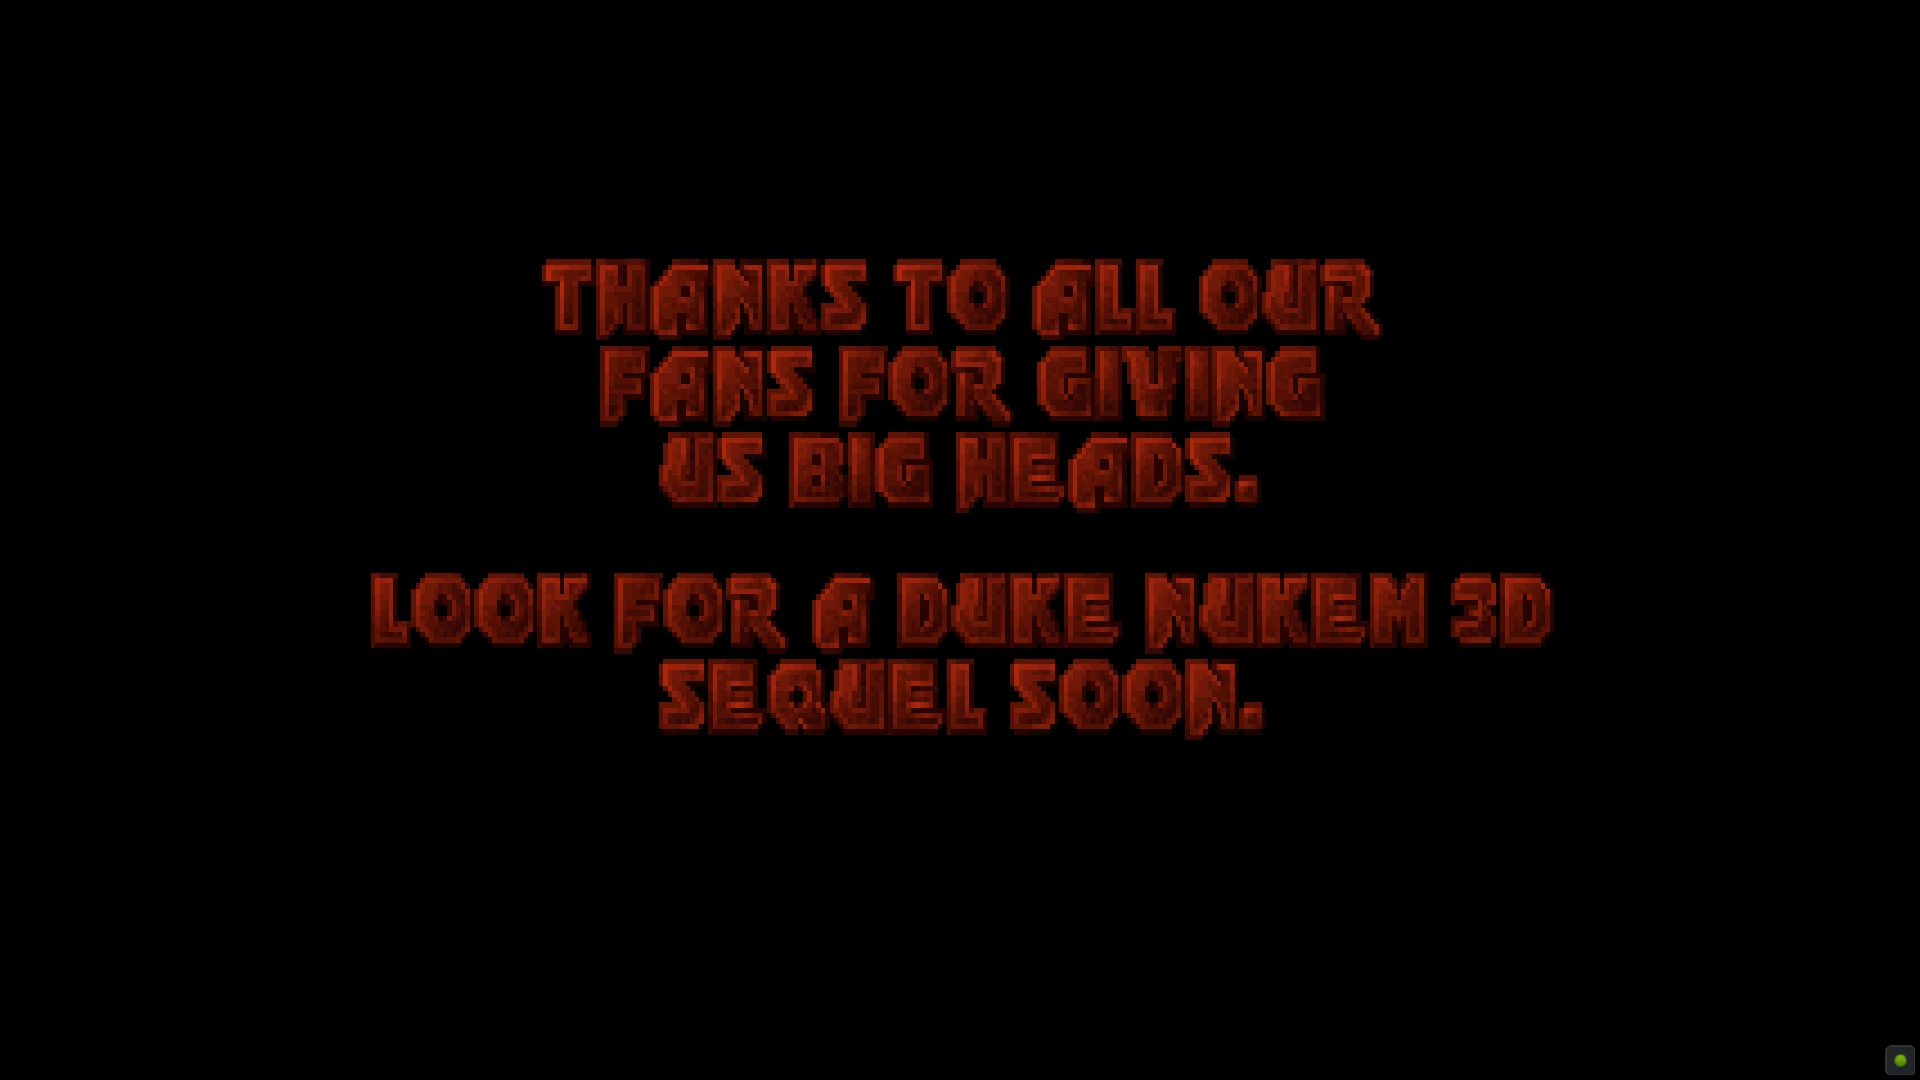 THANKS TO ALL OUR
FANS FOR GIVING
US BIG HEADS.
LOOK FOR A DUKE NUKEM 3D
SEQUEL SOON.